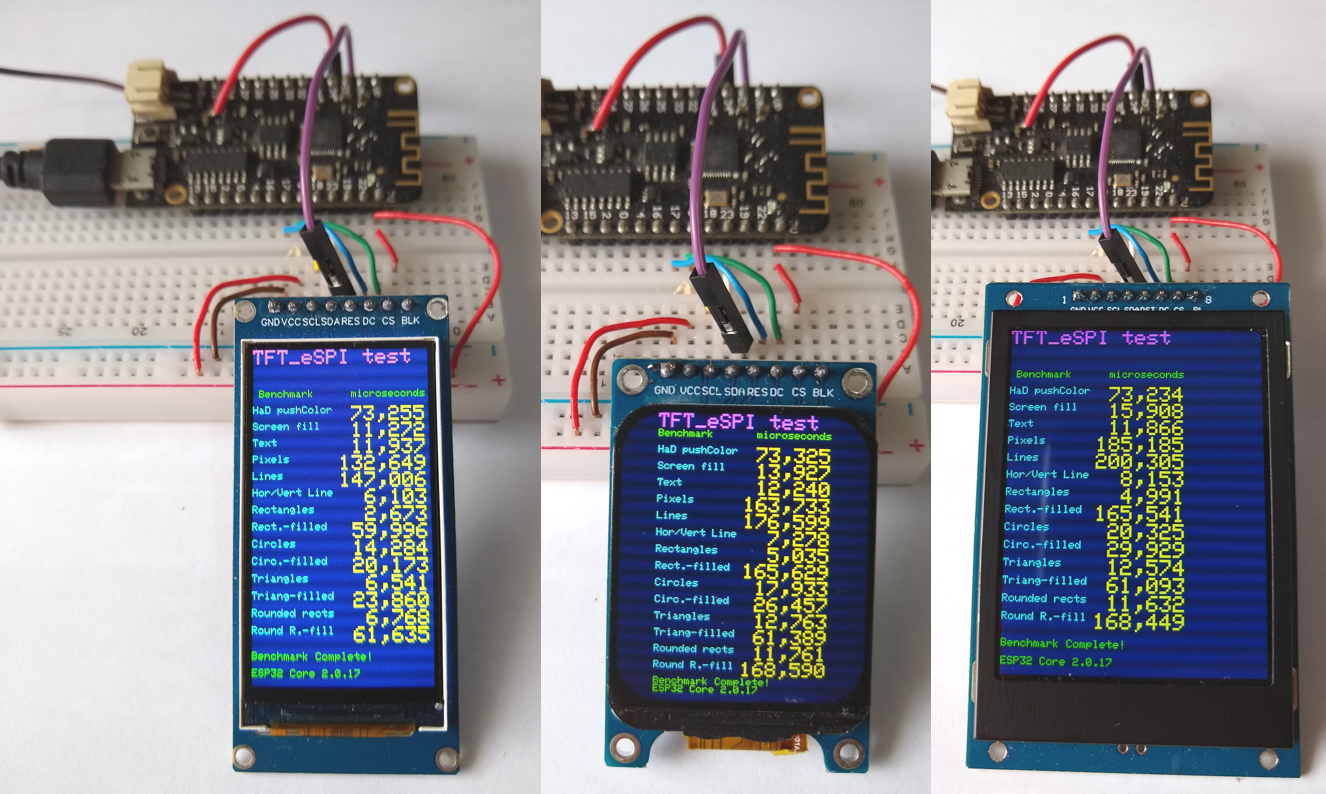 GND VCC SCL SDA RES DC CS BLK
TFT_eSPI test
Benchmark microseconds
HaD pushColor 73,255
Screen fill 11,272
Text 11,937
Pixels 132,649
Lines 147,006
Hor/Vert Line 6,103
Rectangles 2,673
Rect.-filled 59,996
Circles 14,284
Circ.-filled 20,173
Triangles 6,541
Triang-filled 23,860
Rounded rects 6,768
Round R.-fill 61,635
Benchmark Complete!
ESP32 Core 2.0.17
GND VCC SCL SDA RES DC CS BLK
TFT_eSPI test
Benchmark microseconds
HaD pushColor 73,325
Screen fill 13,927
Text 12,240
Pixels 163,733
Lines 176,599
Hor/Vert Line 7,278
Rectangles 5,035
Rect.-filled 165,629
Circles 17,933
Circ.-filled 26,457
Triangles 12,763
Triang-filled 61,389
Rounded rects 11,761
Round R.-fill 168,590
Benchmark Complete!
ESP32 Core 2.0.17
1 8
TFT_eSPI test
Benchmark microseconds
HaD pushColor 73,234
Screen fill 15,908
Text 11,866
Pixels 185,185
Lines 200,305
Hor/Vert Line 8,153
Rectangles 4,991
Rect.-filled 165,541
Circles 20,325
Circ.-filled 29,929
Triangles 12,574
Triang-filled 61,093
Rounded rects 11,632
Round R.-fill 168,449
Benchmark Complete!
ESP32 Core 2.0.17